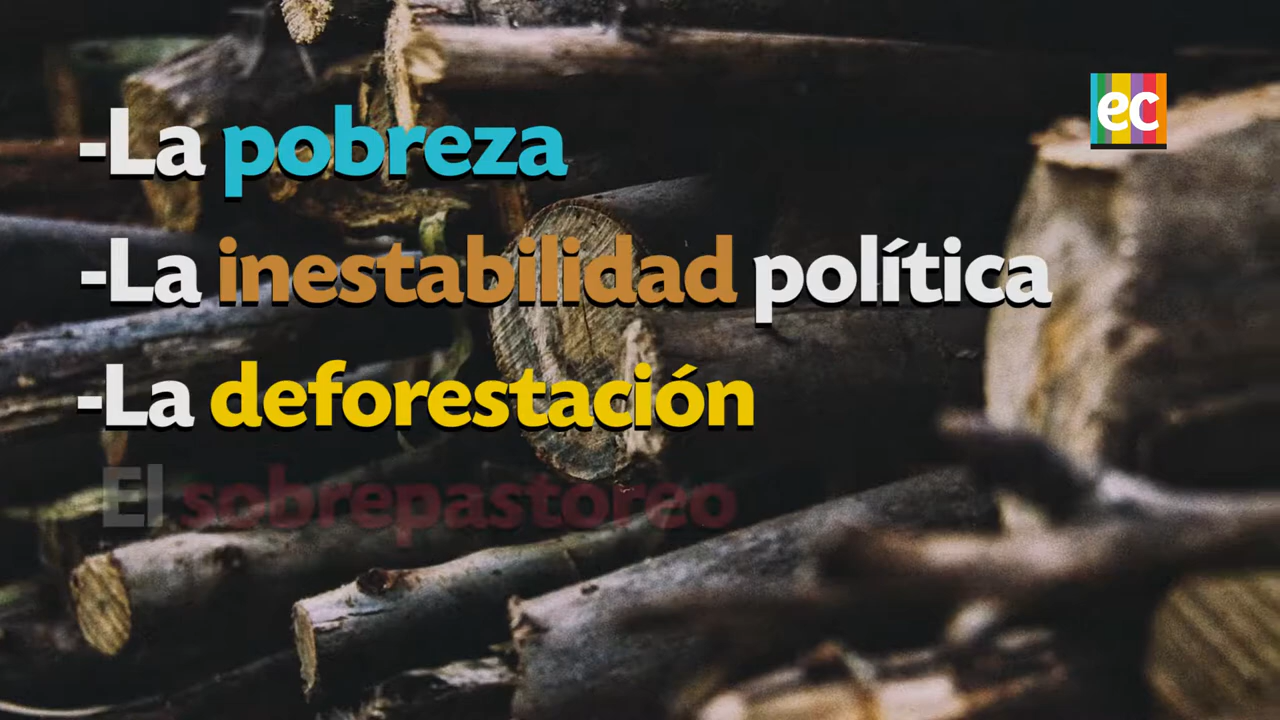 ec
-La pobreza
-La inestabilidad política
-La deforestación
El sobrepastoreo